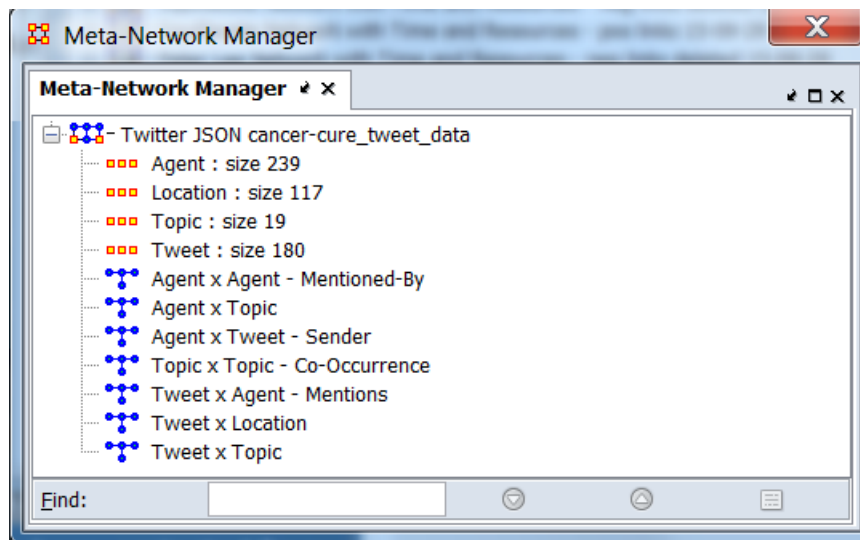 Meta-Network Manager
Meta-Network Manager
Twitter JSON cancer-cure_tweet_data
Agent : size 239
Location : size 117
Topic : size 19
Tweet : size 180
Agent x Agent - Mentioned-By
Agent x Topic
Agent x Tweet - Sender
Topic x Topic - Co-Occurrence
Tweet x Agent - Mentions
Tweet x Location
Tweet x Topic
Find: